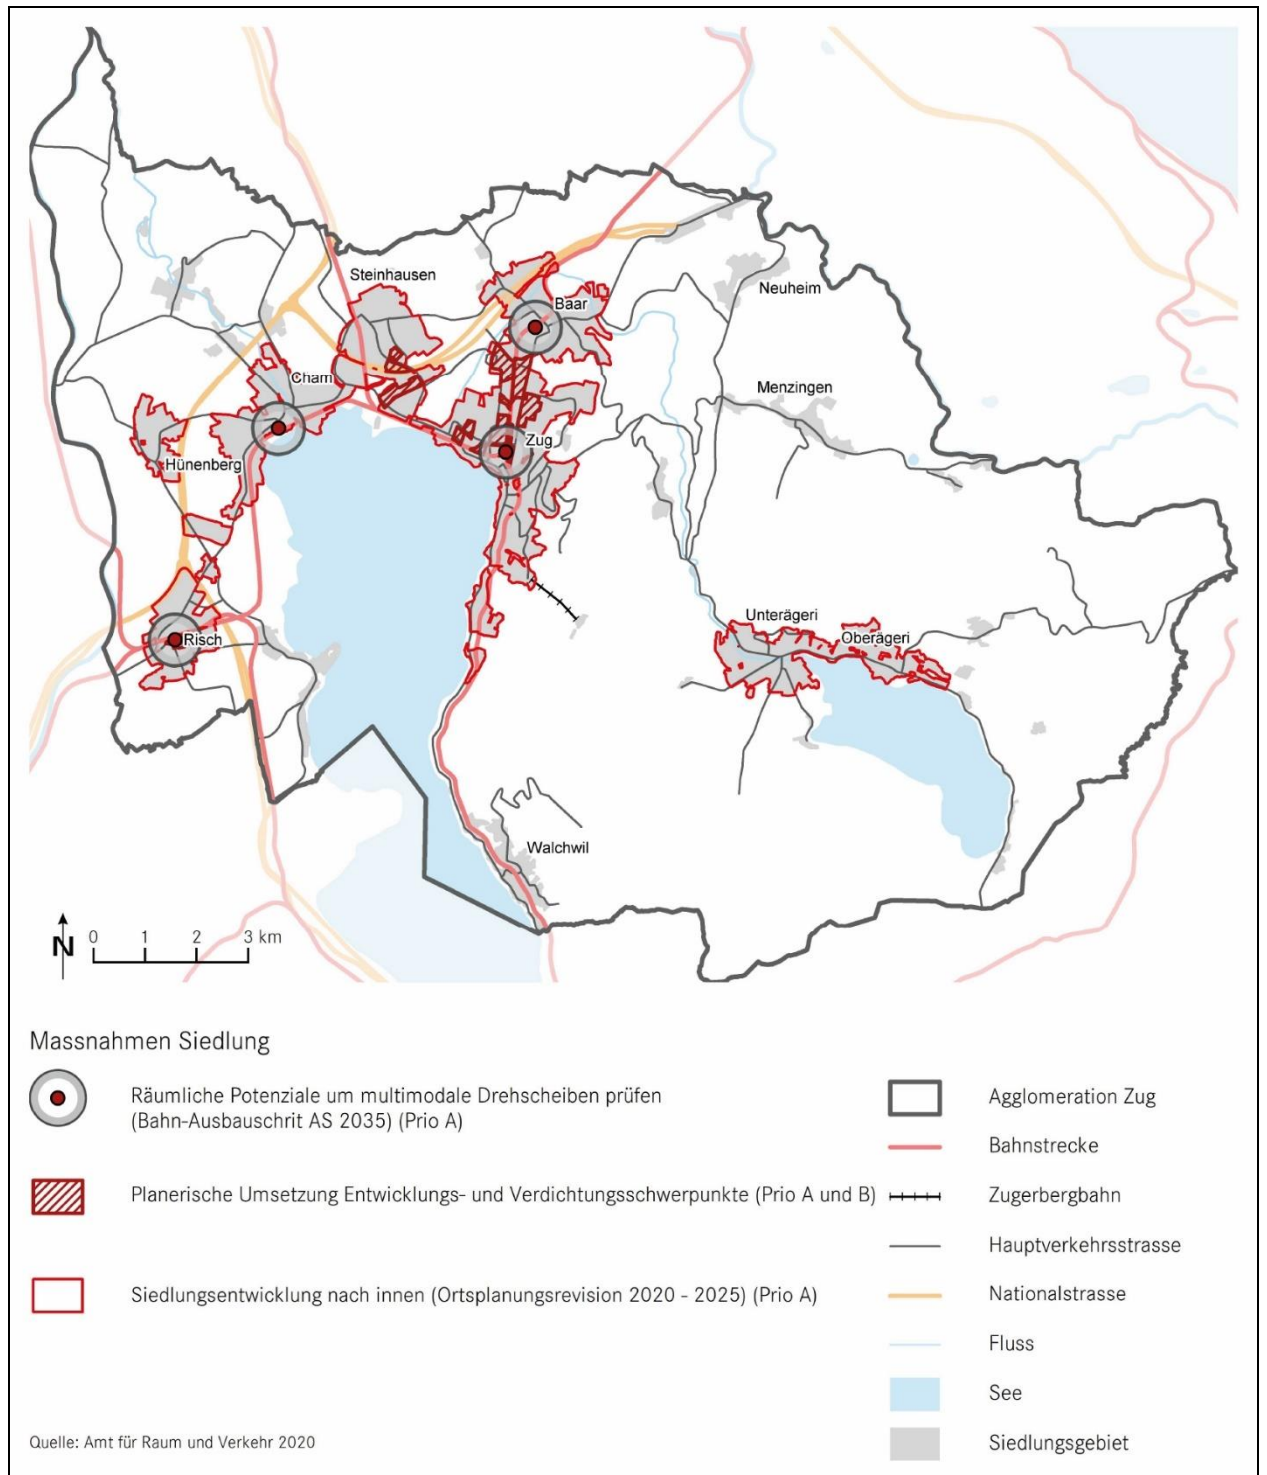 Steinhausen
Baar
Neuheim
Cham
Menzingen
Zug
Hünenberg
Unterägeri
Oberägeri
Risch
Walchwil
N
0 1 2 3 km
Massnahmen Siedlung
Räumliche Potenziale um multimodale Drehscheiben prüfen
(Bahn-Ausbauschrit AS 2035) (Prio A)
Planerische Umsetzung Entwicklungs- und Verdichtungsschwerpunkte (Prio A und B)
Siedlungsentwicklung nach innen (Ortsplanungsrevision 2020 - 2025) (Prio A)
Agglomeration Zug
Bahnstrecke
Zugerbergbahn
Hauptverkehrsstrasse
Nationalstrasse
Fluss
See
Siedlungsgebiet
Quelle: Amt für Raum und Verkehr 2020